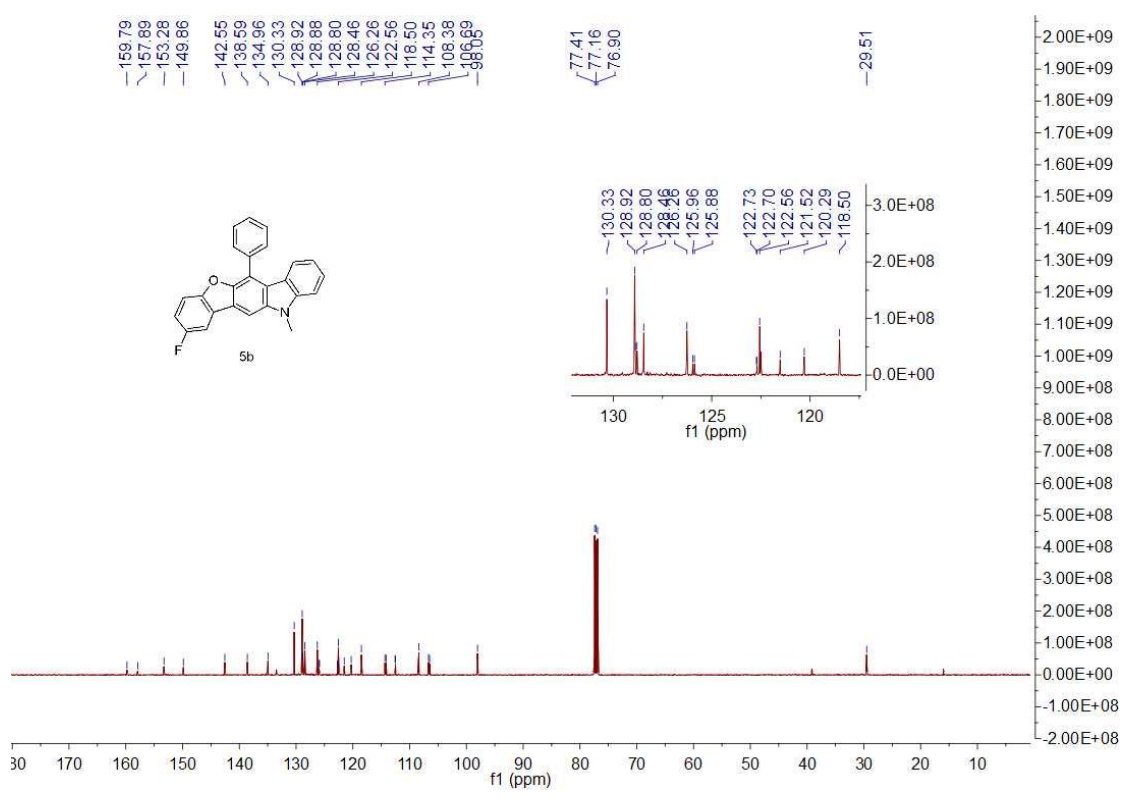 159.79
157.89
153.28
149.86
142.55
138.59
134.96
130.33
128.92
128.88
128.80
128.46
126.26
122.56
118.50
114.35
108.38
106.69
98.05
77.41
77.16
76.90
29.51
2.00E+09
1.90E+09
1.80E+09
1.70E+09
1.60E+09
1.50E+09
1.40E+09
1.30E+09
1.20E+09
1.10E+09
1.00E+09
9.00E+08
8.00E+08
7.00E+08
6.00E+08
5.00E+08
4.00E+08
3.00E+08
2.00E+08
1.00E+08
0.00E+00
-1.00E+08
-2.00E+08
130.33
128.92
128.80
128.46
126.26
125.96
125.88
122.73
122.70
122.56
121.52
120.29
118.50
3.0E+08
2.0E+08
1.0E+08
0.0E+00
130 125 120
f1 (ppm)
O
N
F
5b
80 170 160 150 140 130 120 110 100 90 80 70 60 50 40 30 20 10
f1 (ppm)